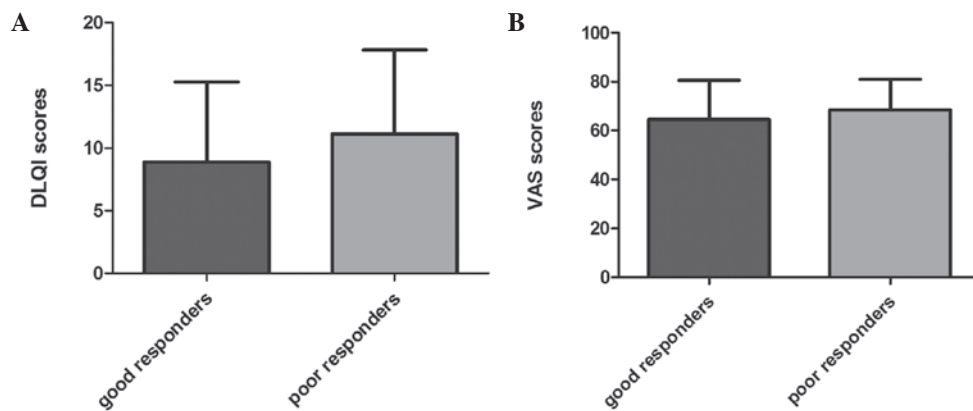 A
DLQI scores
20
15
10
5
0
good responders
poor responders
B
VAS scores
100
80
60
40
20
0
good responders
poor responders